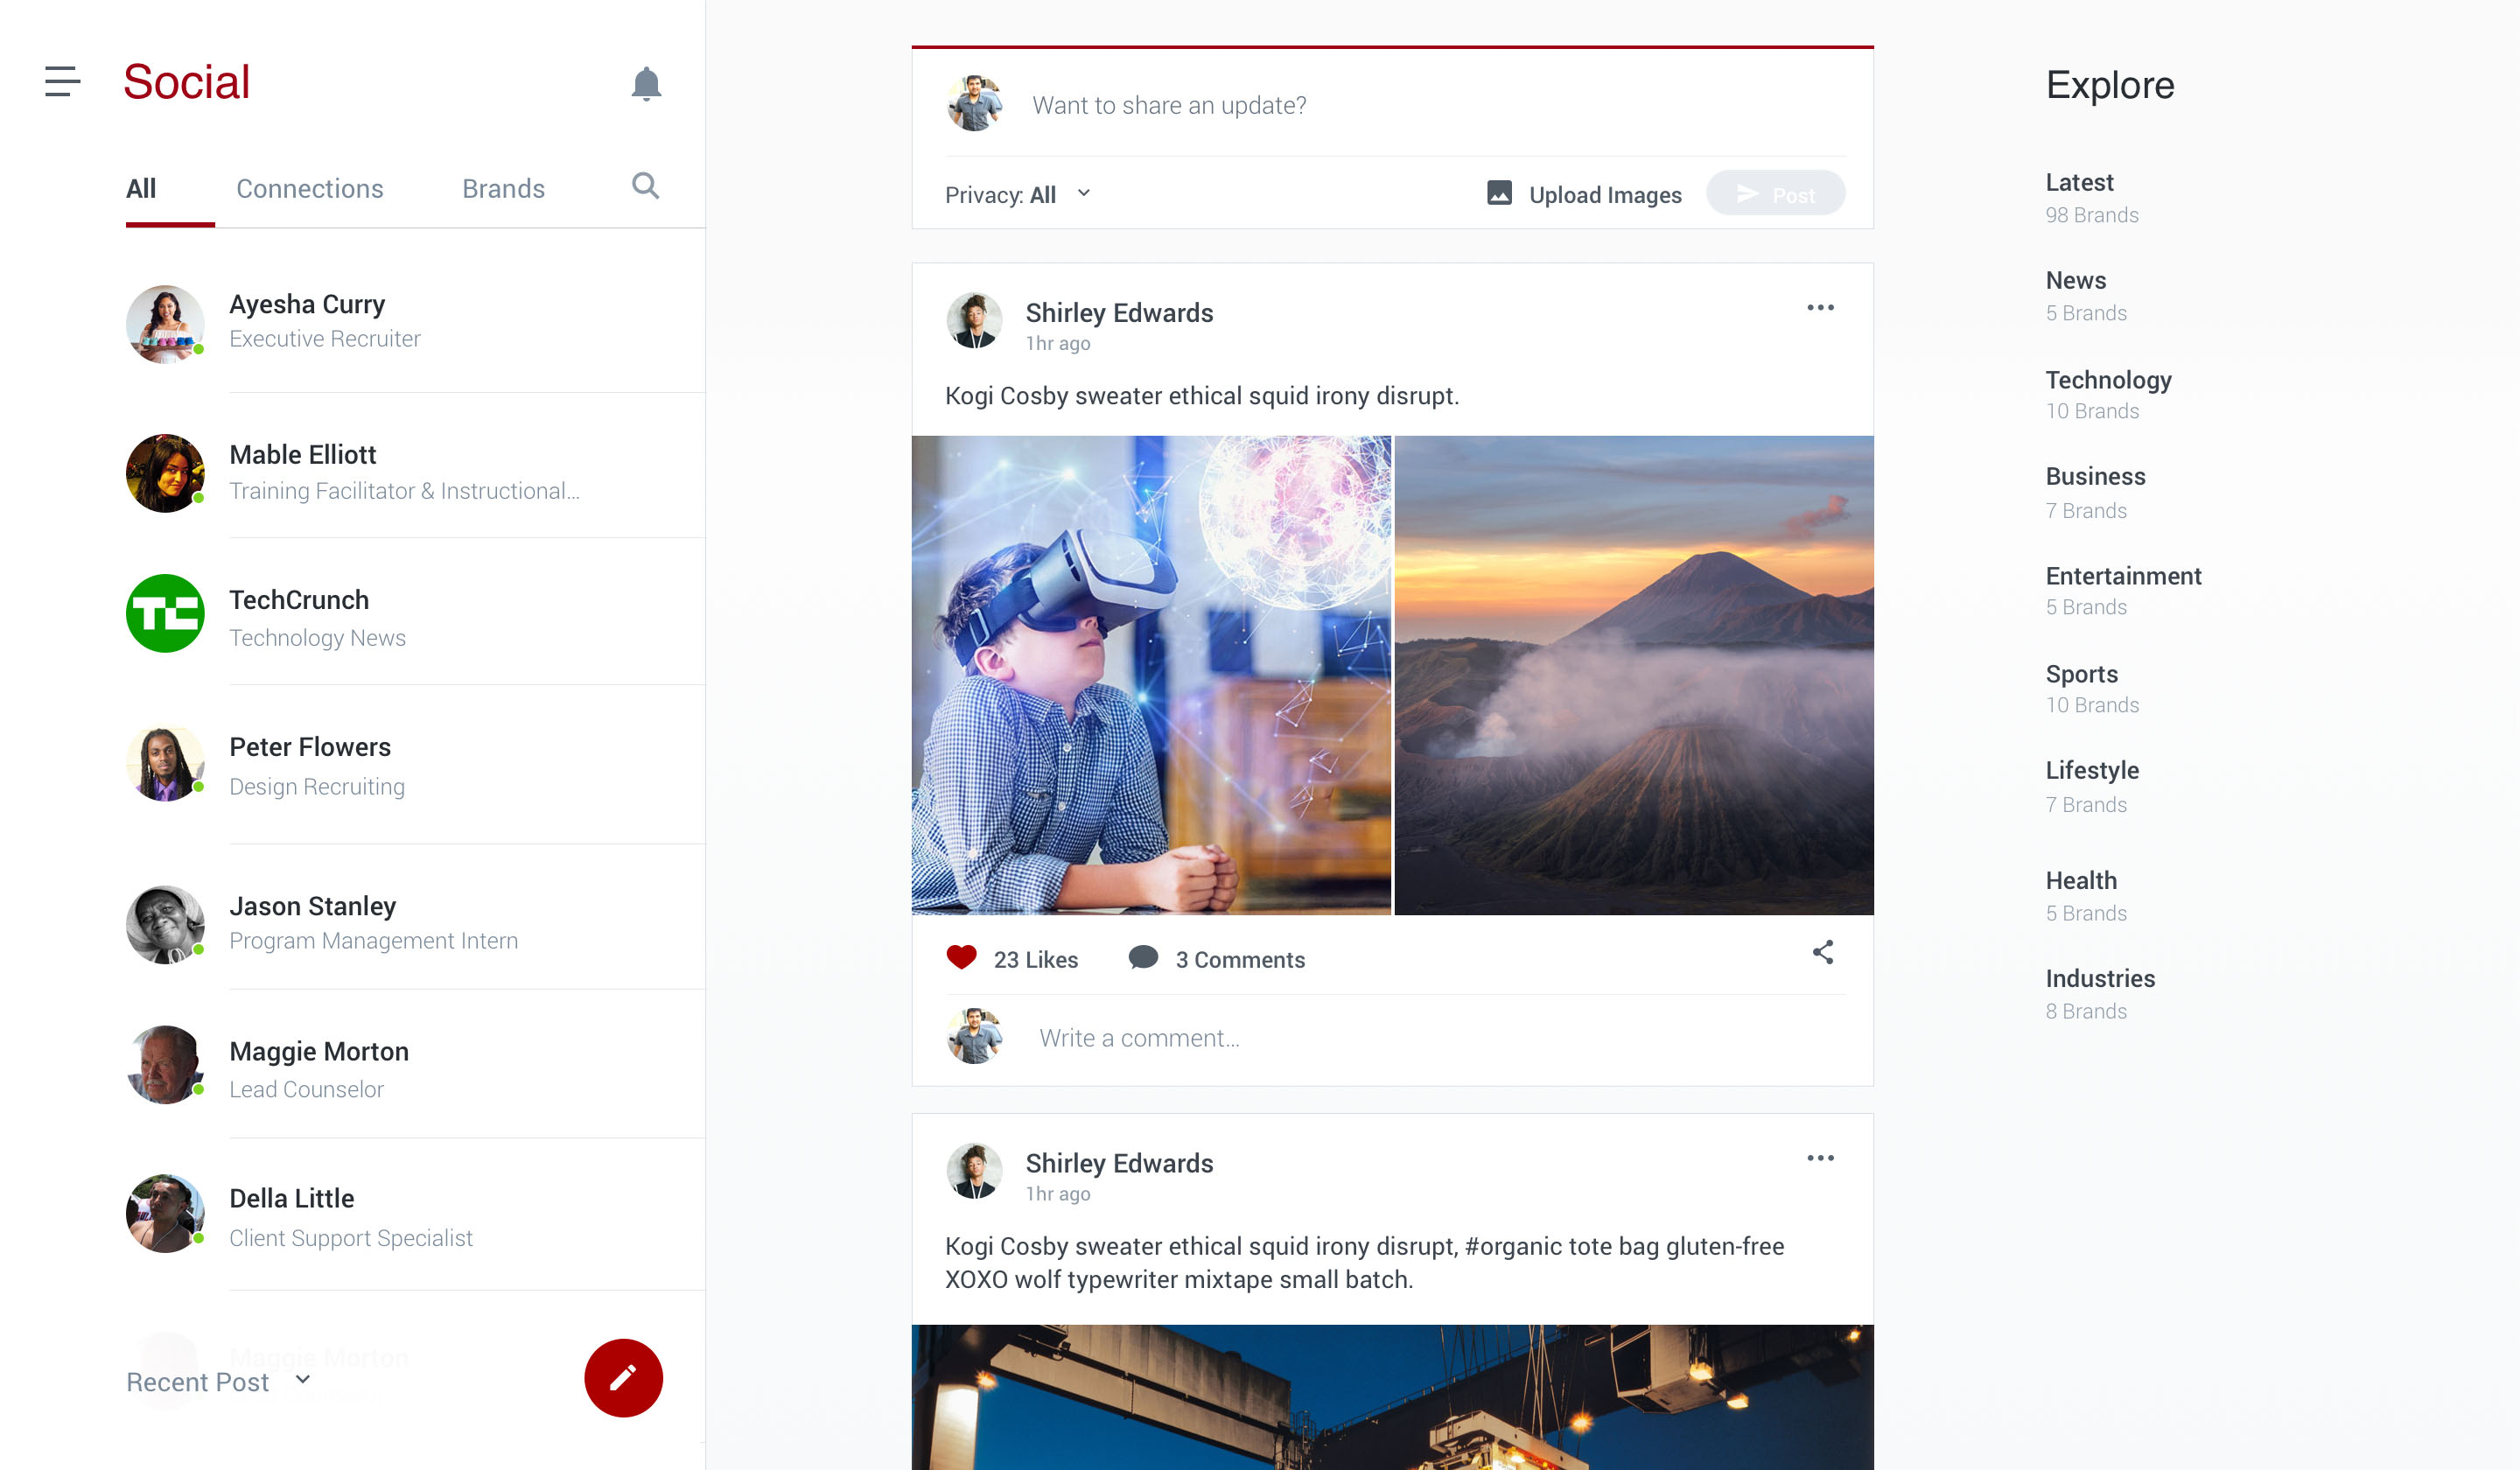 Social
All
Connections
Brands
Ayesha Curry
Executive Recruiter
Mable Elliott
Training Facilitator & Instructional...
TC
TechCrunch
Technology News
Peter Flowers
Design Recruiting
Jason Stanley
Program Management Intern
Maggie Morton
Lead Counselor
Della Little
Client Support Specialist
Maggie Morton
Recent Post
Want to share an update?
Privacy: All
Upload Images
Post
Shirley Edwards
1hr ago
Kogi Cosby sweater ethical squid irony disrupt.
23 Likes
3 Comments
Write a comment...
Shirley Edwards
1hr ago
Kogi Cosby sweater ethical squid irony disrupt, #organic tote bag gluten-free
XOXO wolf typewriter mixtape small batch.
Explore
Latest
98 Brands
News
5 Brands
Technology
10 Brands
Business
7 Brands
Entertainment
5 Brands
Sports
10 Brands
Lifestyle
7 Brands
Health
5 Brands
Industries
8 Brands